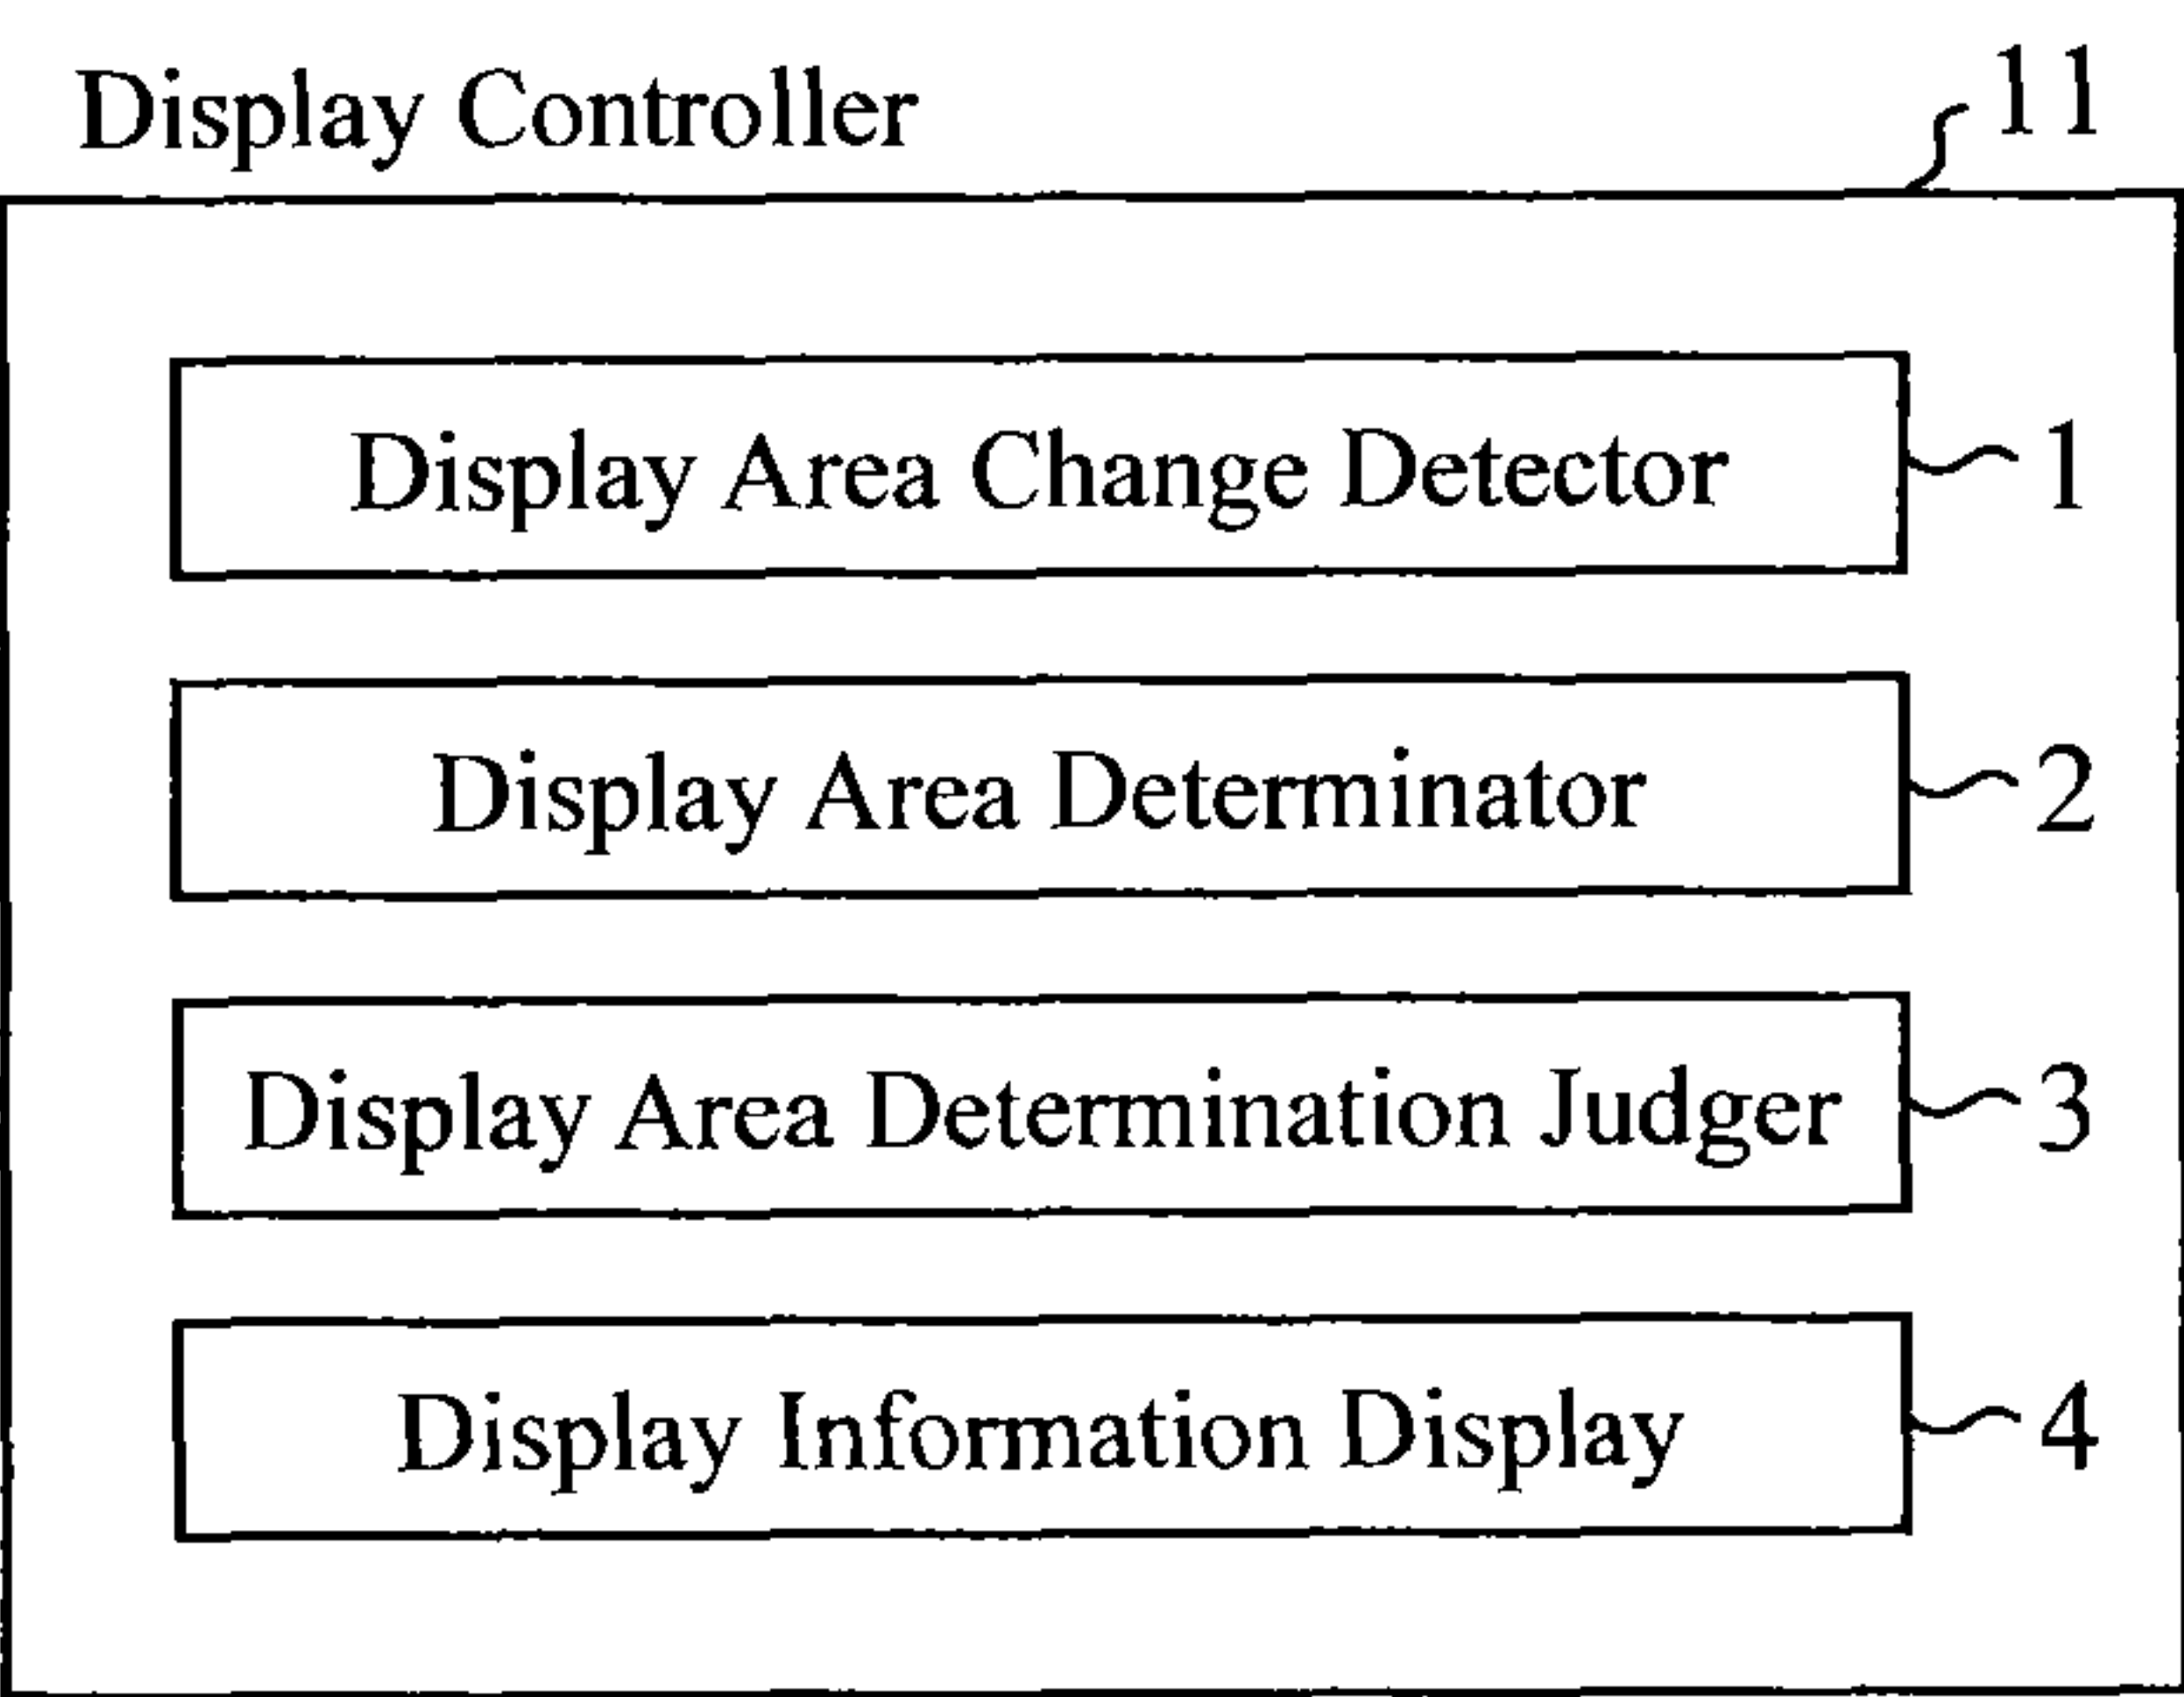 Display Controller 11
Display Area Change Detector 1
Display Area Determinator 2
Display Area Determination Judger 3
Display Information Display 4